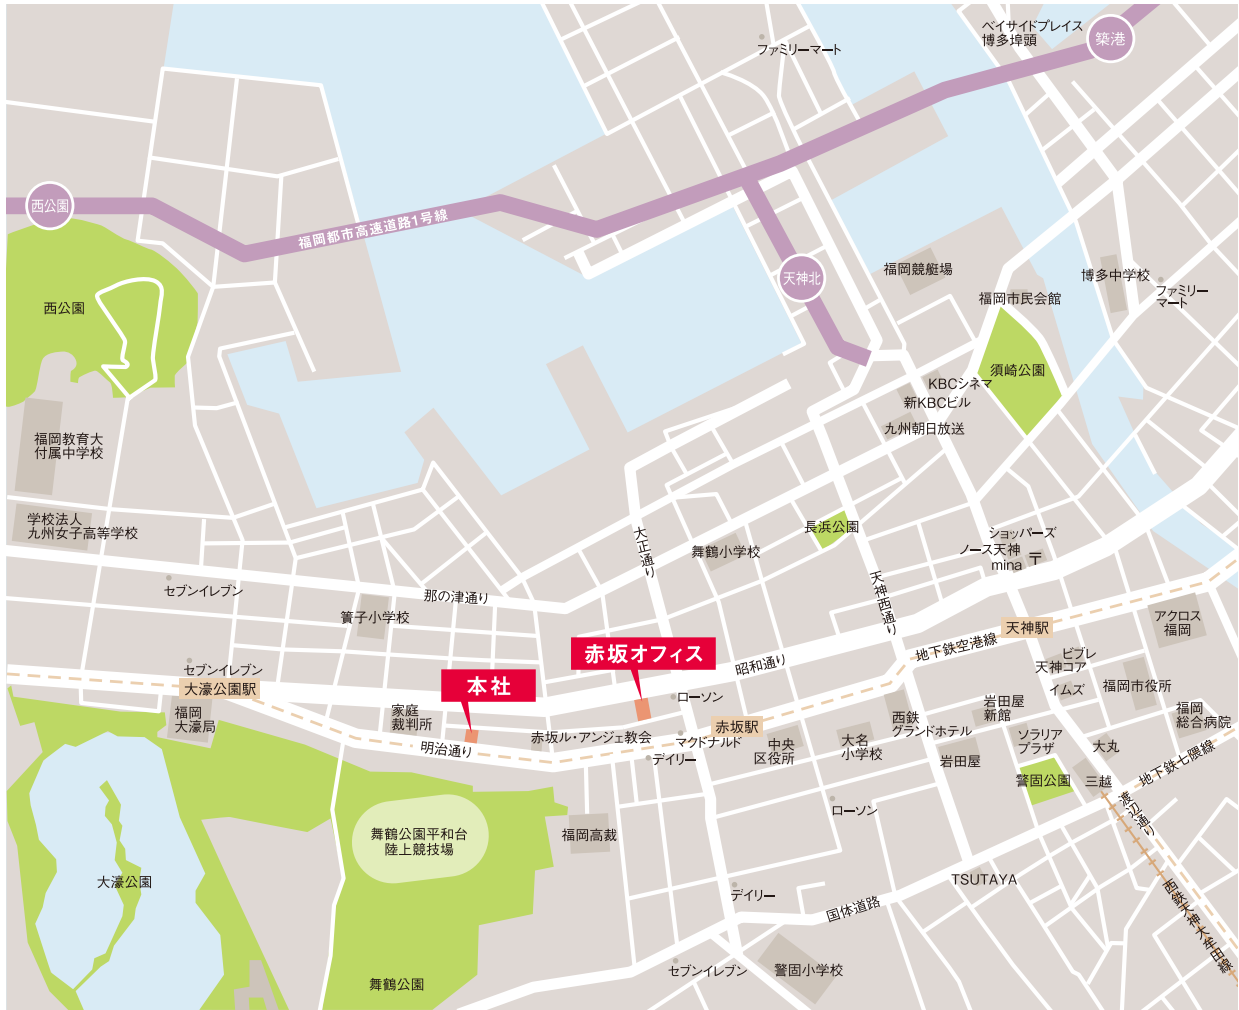 ベイサイドプレイス
博多埠頭
築港
ファミリーマート
西公園
福岡都市高速道路1号線
天神北
福岡競艇場
博多中学校
ファミリー
マート
福岡市民会館
西公園
須崎公園
KBCシネマ
新KBCビル
九州朝日放送
福岡教育大
付属中学校
学校法人
九州女子高等学校
長浜公園
大正通り
舞鶴小学校
ショッパーズ
ノース天神
mina
〒
天神西通り
セブンイレブン
那の津通り
簀子小学校
アクロス
福岡
天神駅
地下鉄空港線
赤坂オフィス
昭和通り
ビブレ
天神コア
セブンイレブン
大濠公園駅
本社
イムズ
福岡市役所
ローソン
福岡
大濠局
家庭
裁判所
赤坂駅
西鉄
グランドホテル
岩田屋
新館
福岡
総合病院
赤坂ル・アンジェ教会
マクドナルド
明治通り
デイリー
中央
区役所
大名
小学校
岩田屋
ソラリア
プラザ
大丸
地下鉄七隈線
警固公園
三越
渡辺通り
ローソン
舞鶴公園平和台
陸上競技場
福岡高裁
大濠公園
TSUTAYA
デイリー
国体道路
西鉄天神大牟田線
セブンイレブン
警固小学校
舞鶴公園